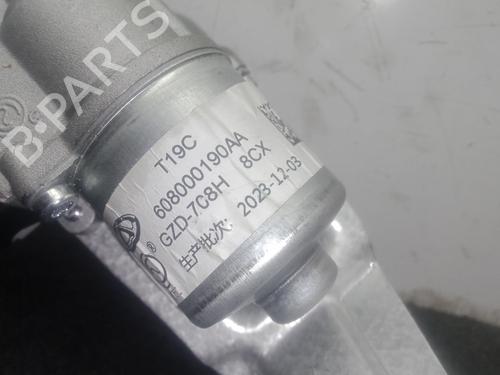 B-PARTS
T19C
608000190AA
GZD-7C8H 8CX
生产批次: 2023-12-03